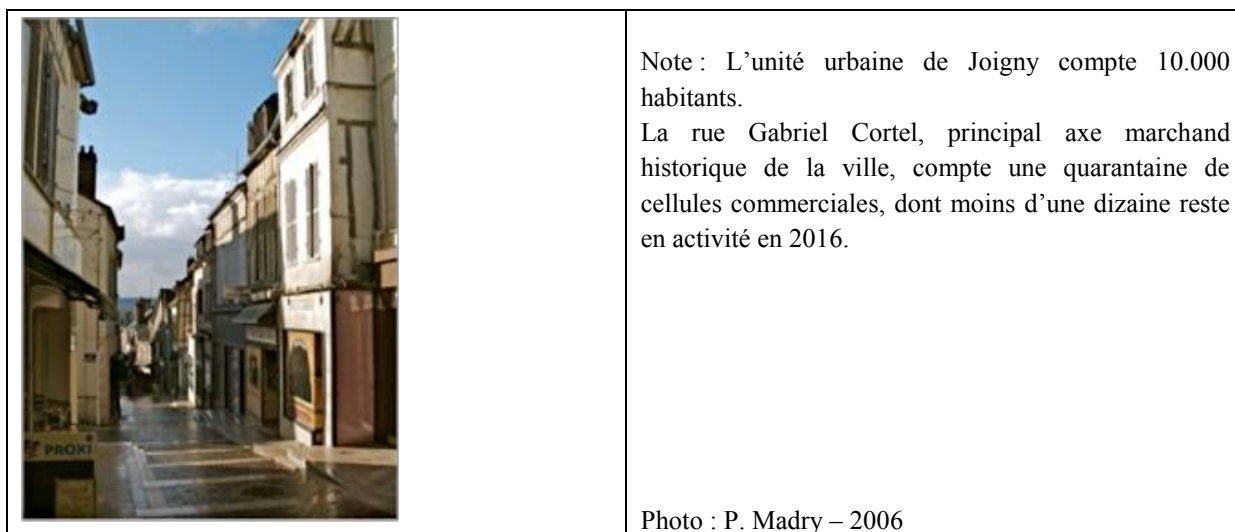 PROXI
Note : L’unité urbaine de Joigny compte 10.000
habitants.
La rue Gabriel Cortel, principal axe marchand
historique de la ville, compte une quarantaine de
cellules commerciales, dont moins d’une dizaine reste
en activité en 2016.
Photo : P. Madry – 2006